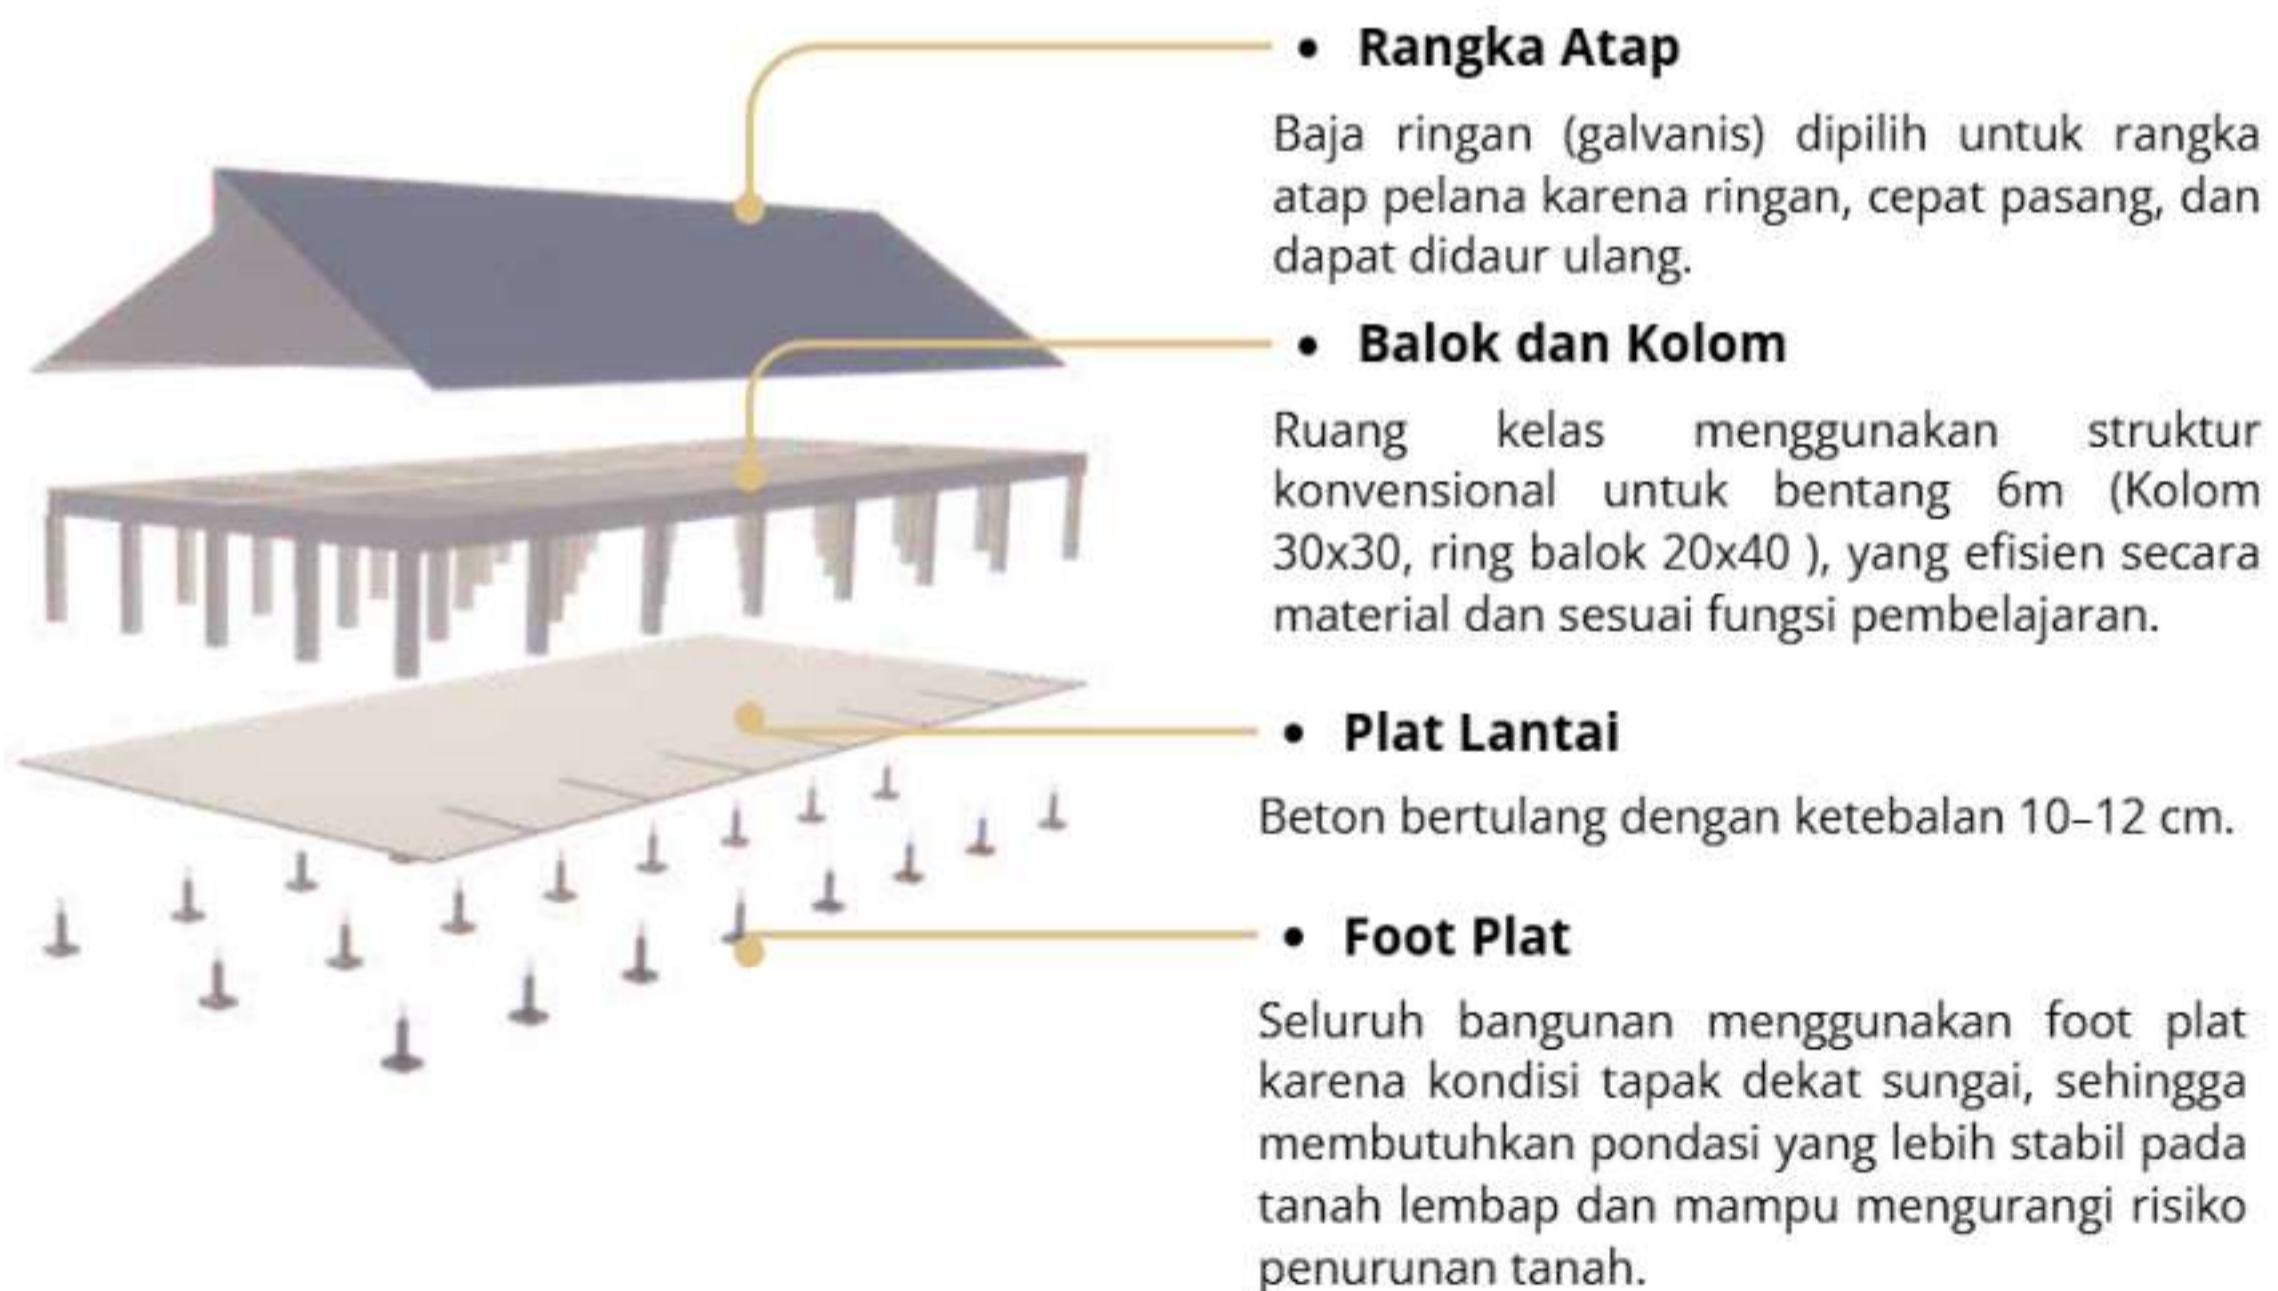 • Rangka Atap
Baja ringan (galvanis) dipilih untuk rangka
atap pelana karena ringan, cepat pasang, dan
dapat didaur ulang.
• Balok dan Kolom
Ruang kelas menggunakan struktur
konvensional untuk bentang 6m (Kolom
30x30, ring balok 20x40 ), yang efisien secara
material dan sesuai fungsi pembelajaran.
• Plat Lantai
Beton bertulang dengan ketebalan 10–12 cm.
• Foot Plat
Seluruh bangunan menggunakan foot plat
karena kondisi tapak dekat sungai, sehingga
membutuhkan pondasi yang lebih stabil pada
tanah lembap dan mampu mengurangi risiko
penurunan tanah.